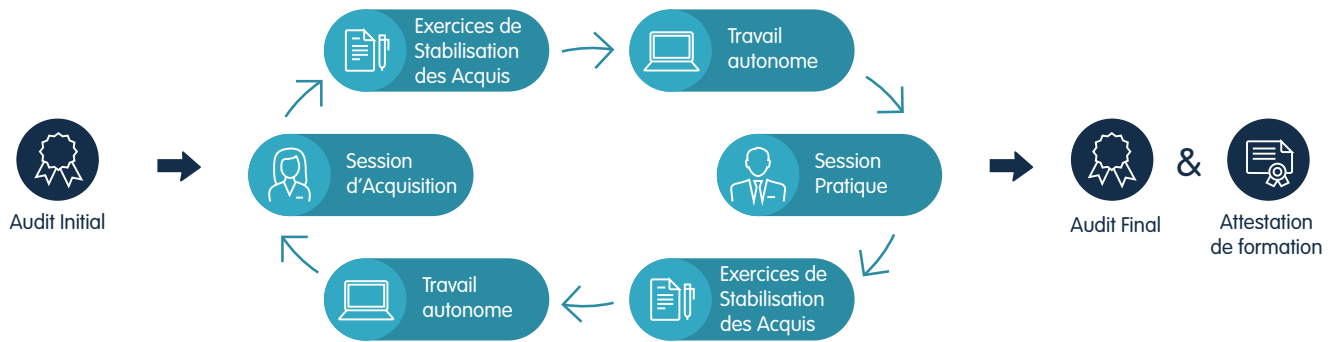 Audit Initial
Session
d'Acquisition
Exercices de
Stabilisation
des Acquis
Travail
autonome
Session
Pratique
Exercices de
Stabilisation
des Acquis
Travail
autonome
Audit Final
&
Attestation
de formation